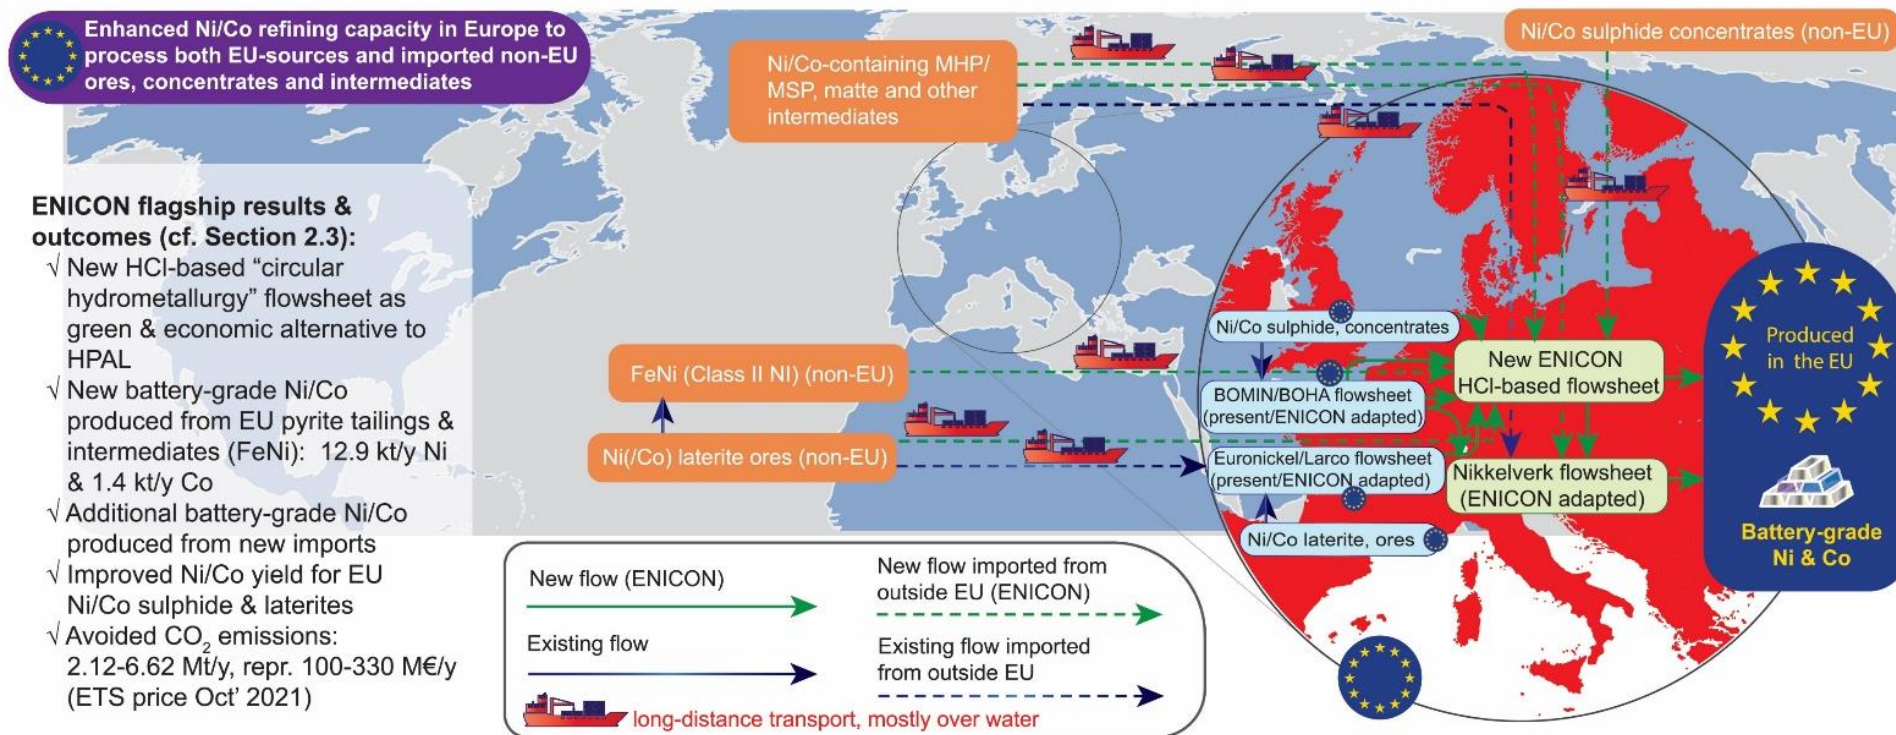 Enhanced Ni/Co refining capacity in Europe to
process both EU-sources and imported non-EU
ores, concentrates and intermediates
Ni/Co sulphide concentrates (non-EU)
Ni/Co-containing MHP/
MSP, matte and other
intermediates
ENICON flagship results &
outcomes (cf. Section 2.3):
√ New HCl-based “circular
hydrometallurgy” flowsheet as
green & economic alternative to
HPAL
√ New battery-grade Ni/Co
produced from EU pyrite tailings &
intermediates (FeNi): 12.9 kt/y Ni
& 1.4 kt/y Co
√ Additional battery-grade Ni/Co
produced from new imports
√ Improved Ni/Co yield for EU
Ni/Co sulphide & laterites
√ Avoided CO₂ emissions:
2.12-6.62 Mt/y, repr. 100-330 M€/y
(ETS price Oct’ 2021)
FeNi (Class II NI) (non-EU)
Ni(/Co) laterite ores (non-EU)
Ni/Co sulphide, concentrates
BOMIN/BOHA flowsheet
(present/ENICON adapted)
Euronickel/Larco flowsheet
(present/ENICON adapted)
Ni/Co laterite, ores
New ENICON
HCl-based flowsheet
Nikkelverk flowsheet
(ENICON adapted)
Produced
in the EU
Battery-grade
Ni & Co
New flow (ENICON)
New flow imported from
outside EU (ENICON)
Existing flow
Existing flow imported
from outside EU
long-distance transport, mostly over water